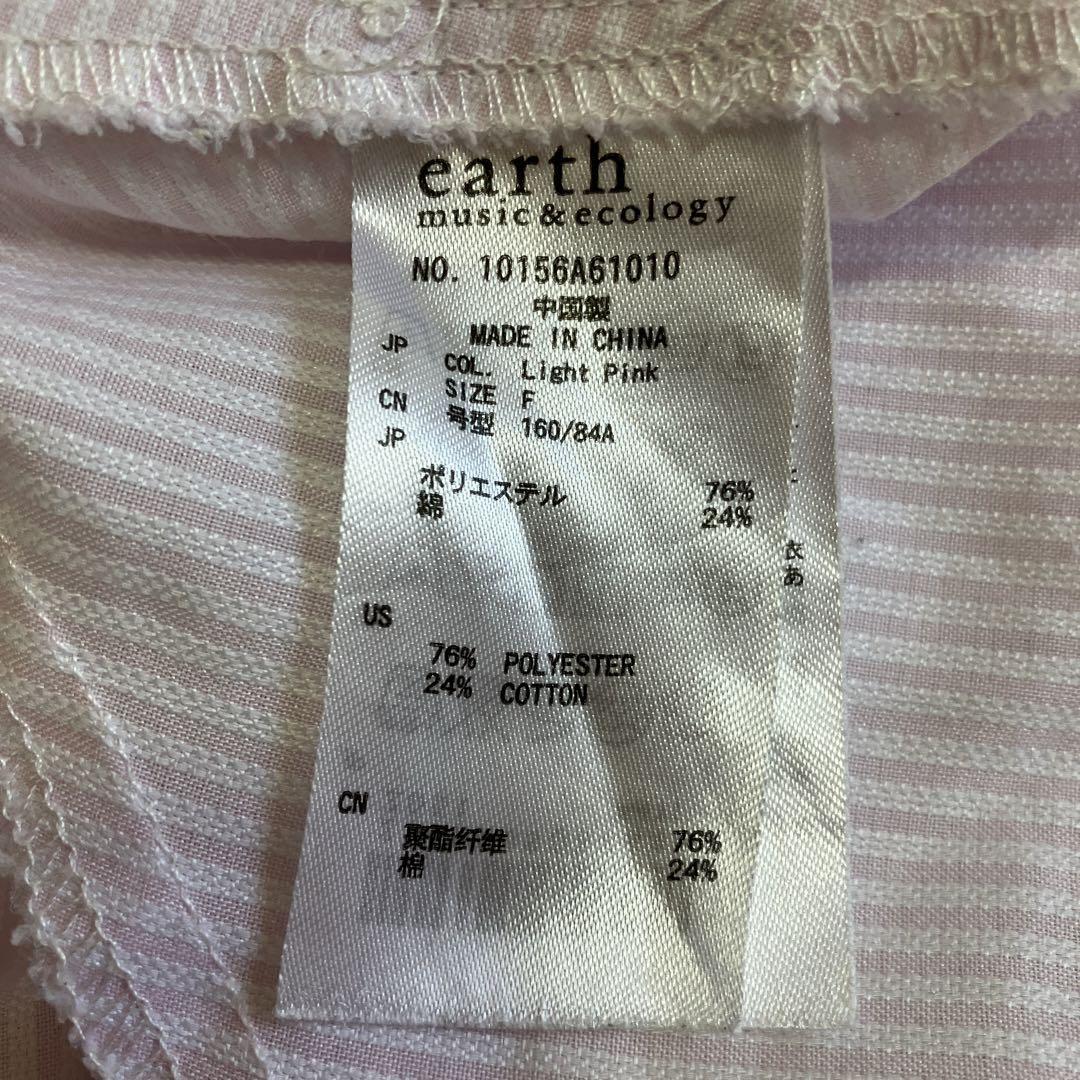 earth
music & ecology
NO. 10156A61010
中国製
MADE IN CHINA
JP COL. Light Pink
SIZE F
CN 号型 160/84A
JP
ポリエステル 76%
綿 24%
US
76% POLYESTER
24% COTTON
CN
聚酯纤维 76%
棉 24%
あ